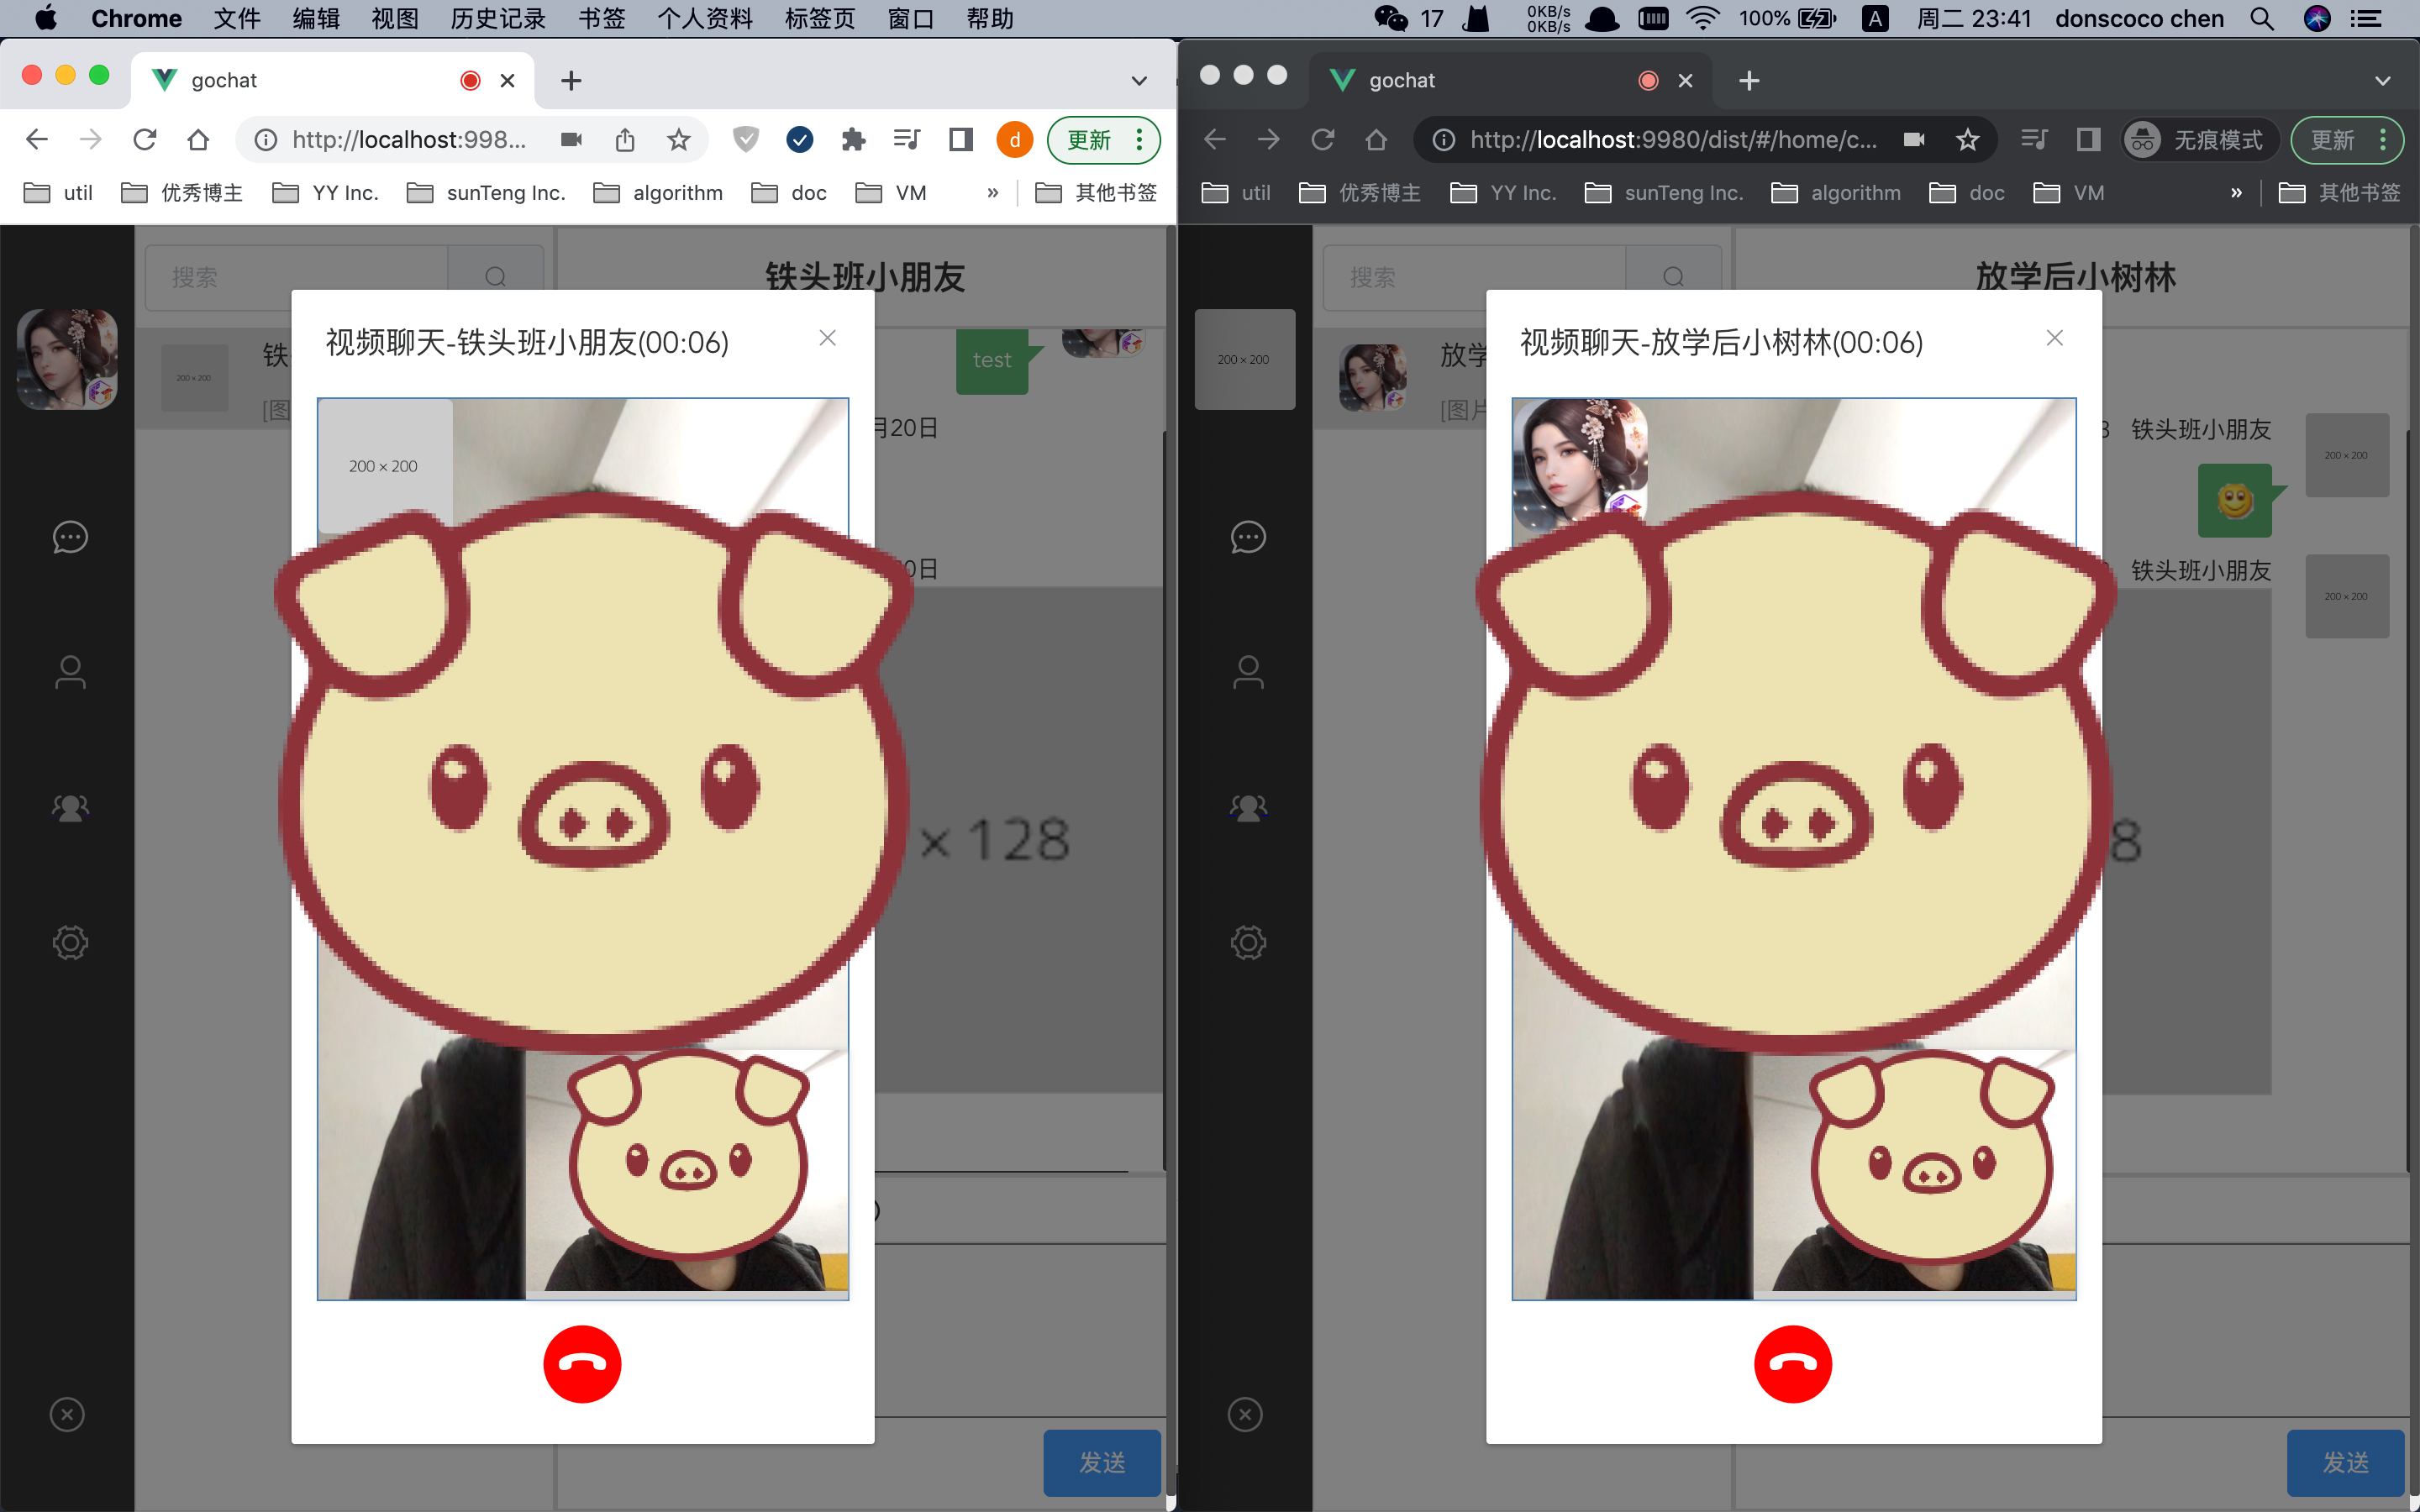 Chrome 文件 编辑 视图 历史记录 书签 个人资料 标签页 窗口 帮助 17 0KB/s 0KB/s 100% A 周二 23:41 donscoco chen
gochat
http://localhost:998... d 更新
util 优秀博主 YY Inc. sunTeng Inc. algorithm doc VM » 其他书签
搜索
铁头班小朋友
200 × 200
铁
[图
视频聊天-铁头班小朋友(00:06)
test
月20日
200 × 200
0日
× 128
发送
gochat
http://localhost:9980/dist/#/home/c... 无痕模式 更新
util 优秀博主 YY Inc. sunTeng Inc. algorithm doc VM » 其他书签
搜索
放学后小树林
200 × 200
放学
[图片
视频聊天-放学后小树林(00:06)
铁头班小朋友
200 × 200
铁头班小朋友
200 × 200
8
发送